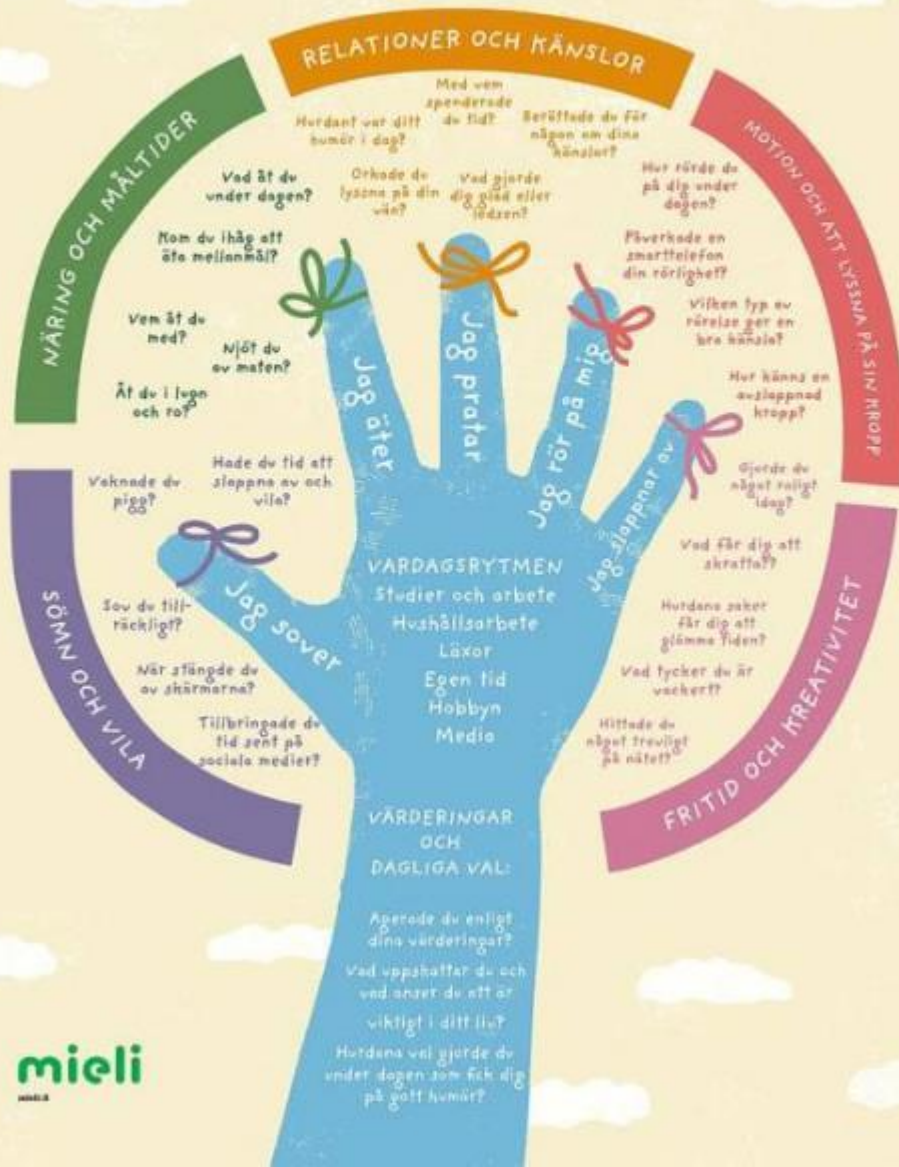 RELATIONER OCH KÄNSLOR
Med vem
spenderade
du tid?
Hurdant var ditt
humör i dag?
Berättade du för
någon om dina
känslor?
Orkade du
lyssna på din
vän?
Vad gjorde
dig glad eller
ledsen?
NÄRING OCH MÅLTIDER
Vad åt du
under dagen?
Kom du ihåg att
äta mellanmål?
Vem åt du
med?
Njöt du
av maten?
Åt du i lugn
och ro?
MOTION OCH ATT LYSSNA PÅ SIN KROPP
Hur rörde du
på dig under
dagen?
Påverkade en
smarttelefon
din rörlighet?
Vilken typ av
rörelse ger en
bra känsla?
Hur känns en
avslappnad
kropp?
SÖMN OCH VILA
Vaknade du
pigg?
Hade du tid att
slappna av och
vila?
Sov du till-
räckligt?
När stängde du
av skärmarna?
Tillbringade du
tid sent på
sociala medier?
FRITID OCH KREATIVITET
Gjorde du
något roligt
idag?
Vad får dig att
skratta??
Hurdana saker
får dig att
glömma tiden?
Vad tycker du är
vackert?
Hittade du
något trevligt
på nätet?
Jag sover
Jag äter
Jag pratar
Jag rör på mig
Jag slappnar av
VARDAGSRYTMEN
Studier och arbete
Hushållsarbete
Läxor
Egen tid
Hobbyn
Media
VÄRDERINGAR
OCH
DAGLIGA VAL:
Agerade du enligt
dina värderingar?
Vad uppskattar du och
vad anser du att är
viktigt i ditt liv?
Hurdana val gjorde du
under dagen som fick dig
på gott humör?
mieli
mieli.fi